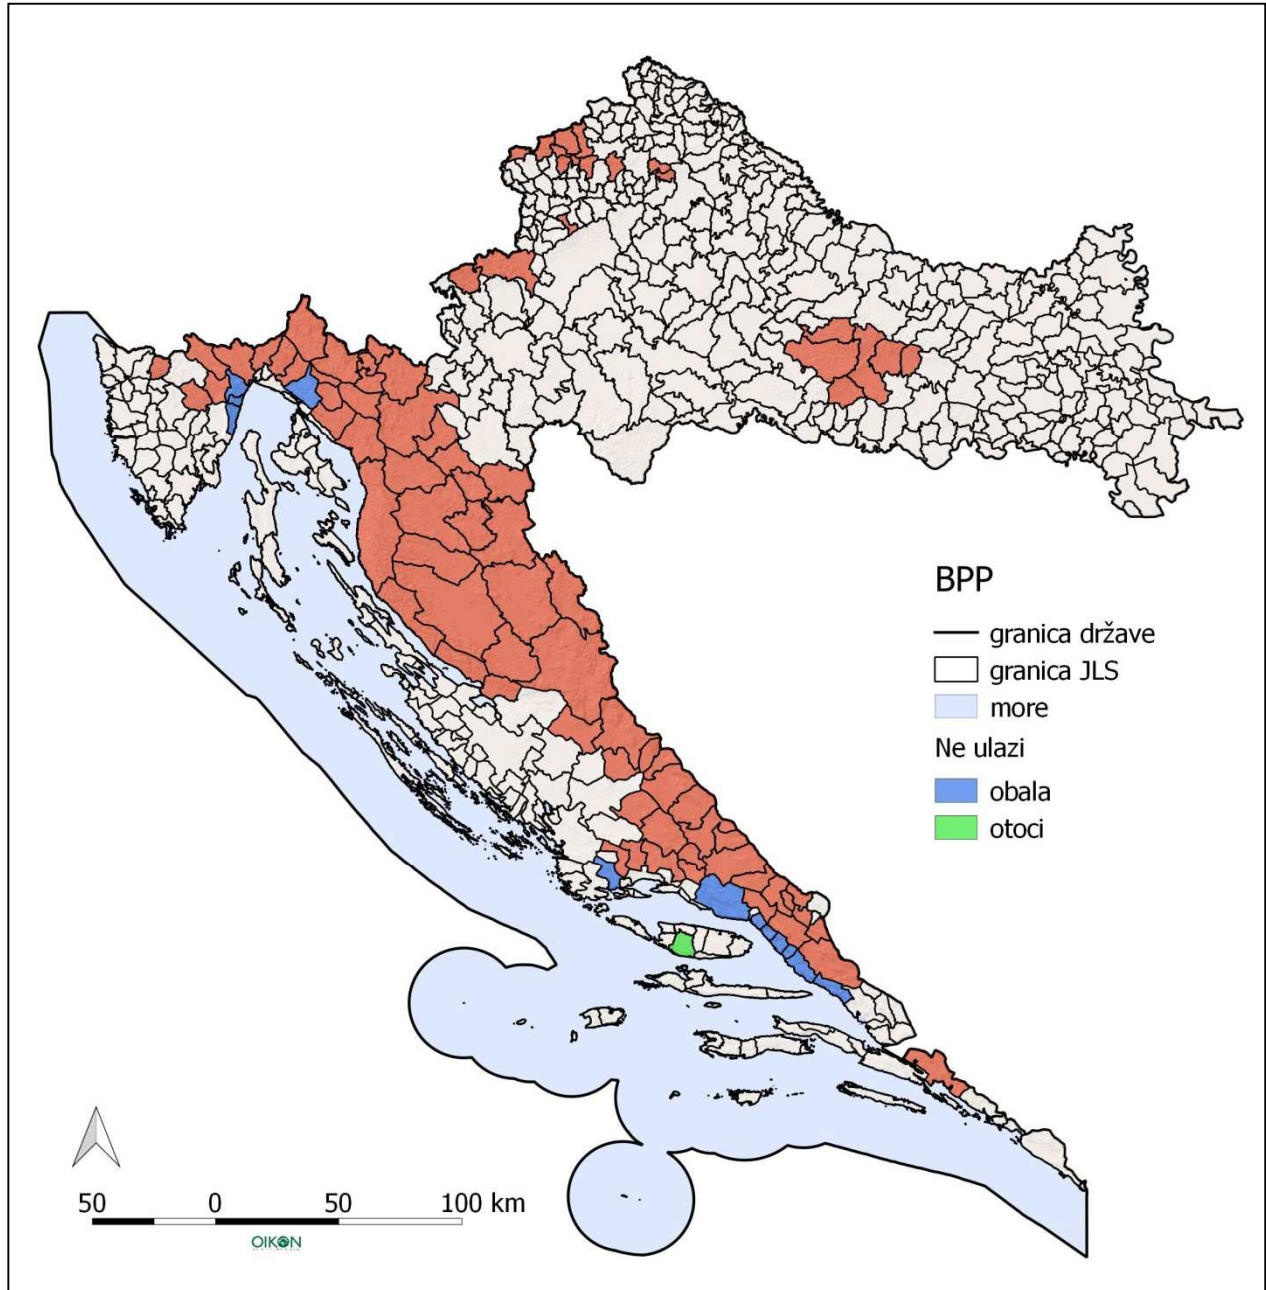 BPP
granica države
granica JLS
more
Ne ulazi
obala
otoci
50 0 50 100 km
OIKON